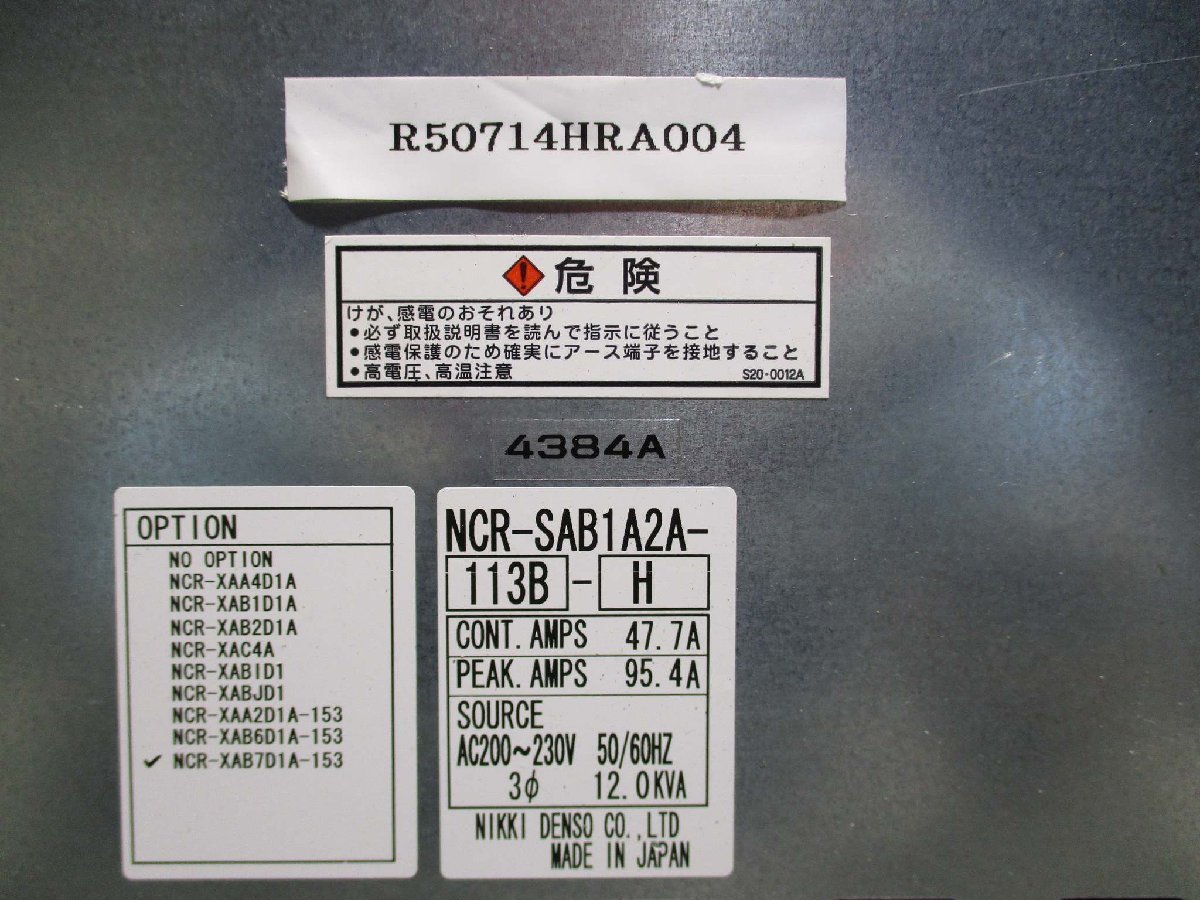 R50714HRA004
危険
けが、感電のおそれあり
•必ず取扱説明書を読んで指示に従うこと
•感電保護のため確実にアース端子を接地すること
•高電圧、高温注意 S20-0012A
4384A
OPTION
NO OPTION
NCR-XAA4D1A
NCR-XAB1D1A
NCR-XAB2D1A
NCR-XAC4A
NCR-XABID1
NCR-XABJD1
NCR-XAA2D1A-153
NCR-XAB6D1A-153
✓ NCR-XAB7D1A-153
NCR-SAB1A2A-
113B - H
CONT. AMPS 47.7A
PEAK. AMPS 95.4A
SOURCE
AC200~230V 50/60HZ
3φ 12.0KVA
NIKKI DENSO CO.,LTD
MADE IN JAPAN